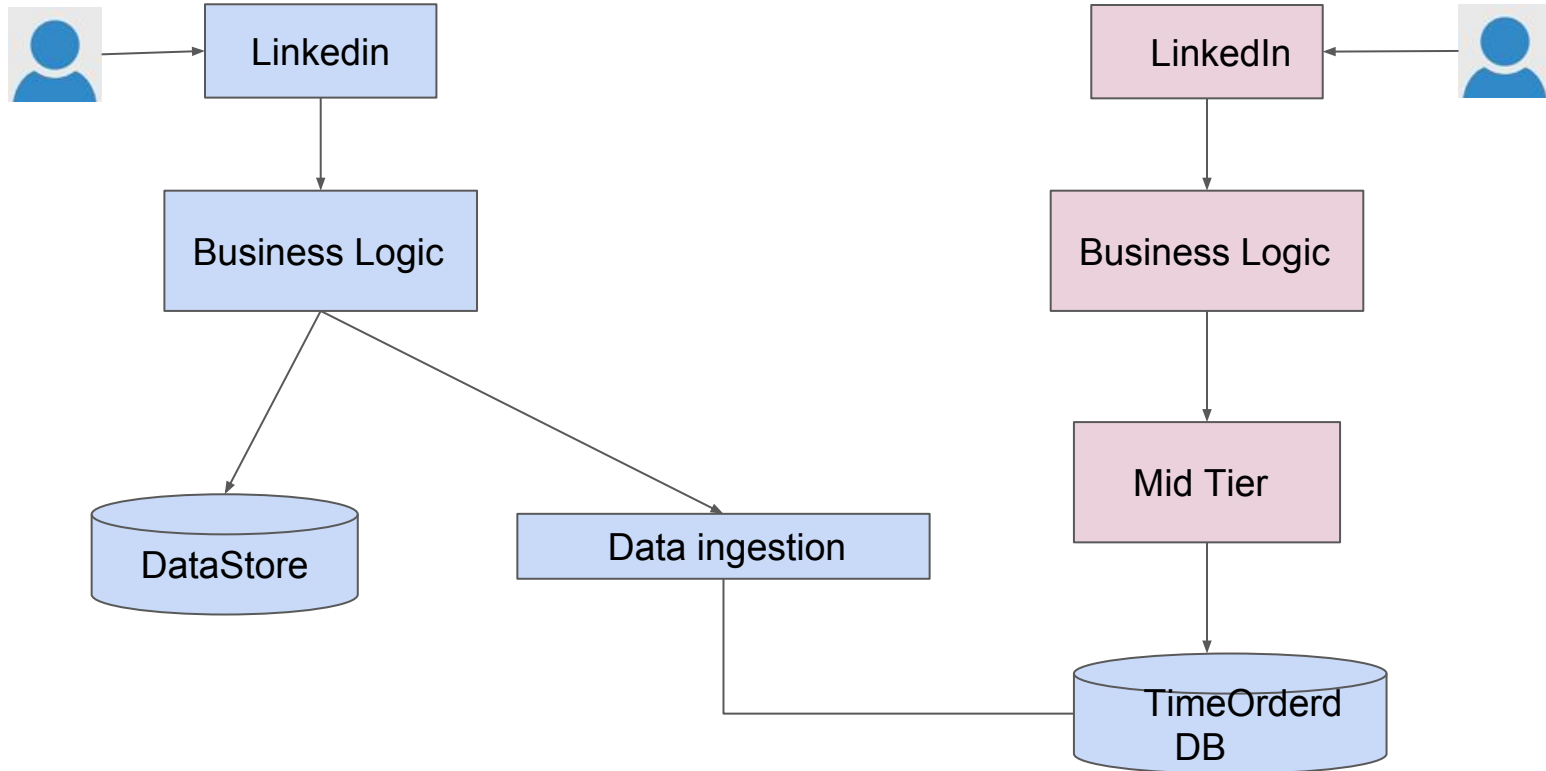 Linkedin
LinkedIn
Business Logic
Business Logic
Mid Tier
DataStore
Data ingestion
TimeOrderd
DB